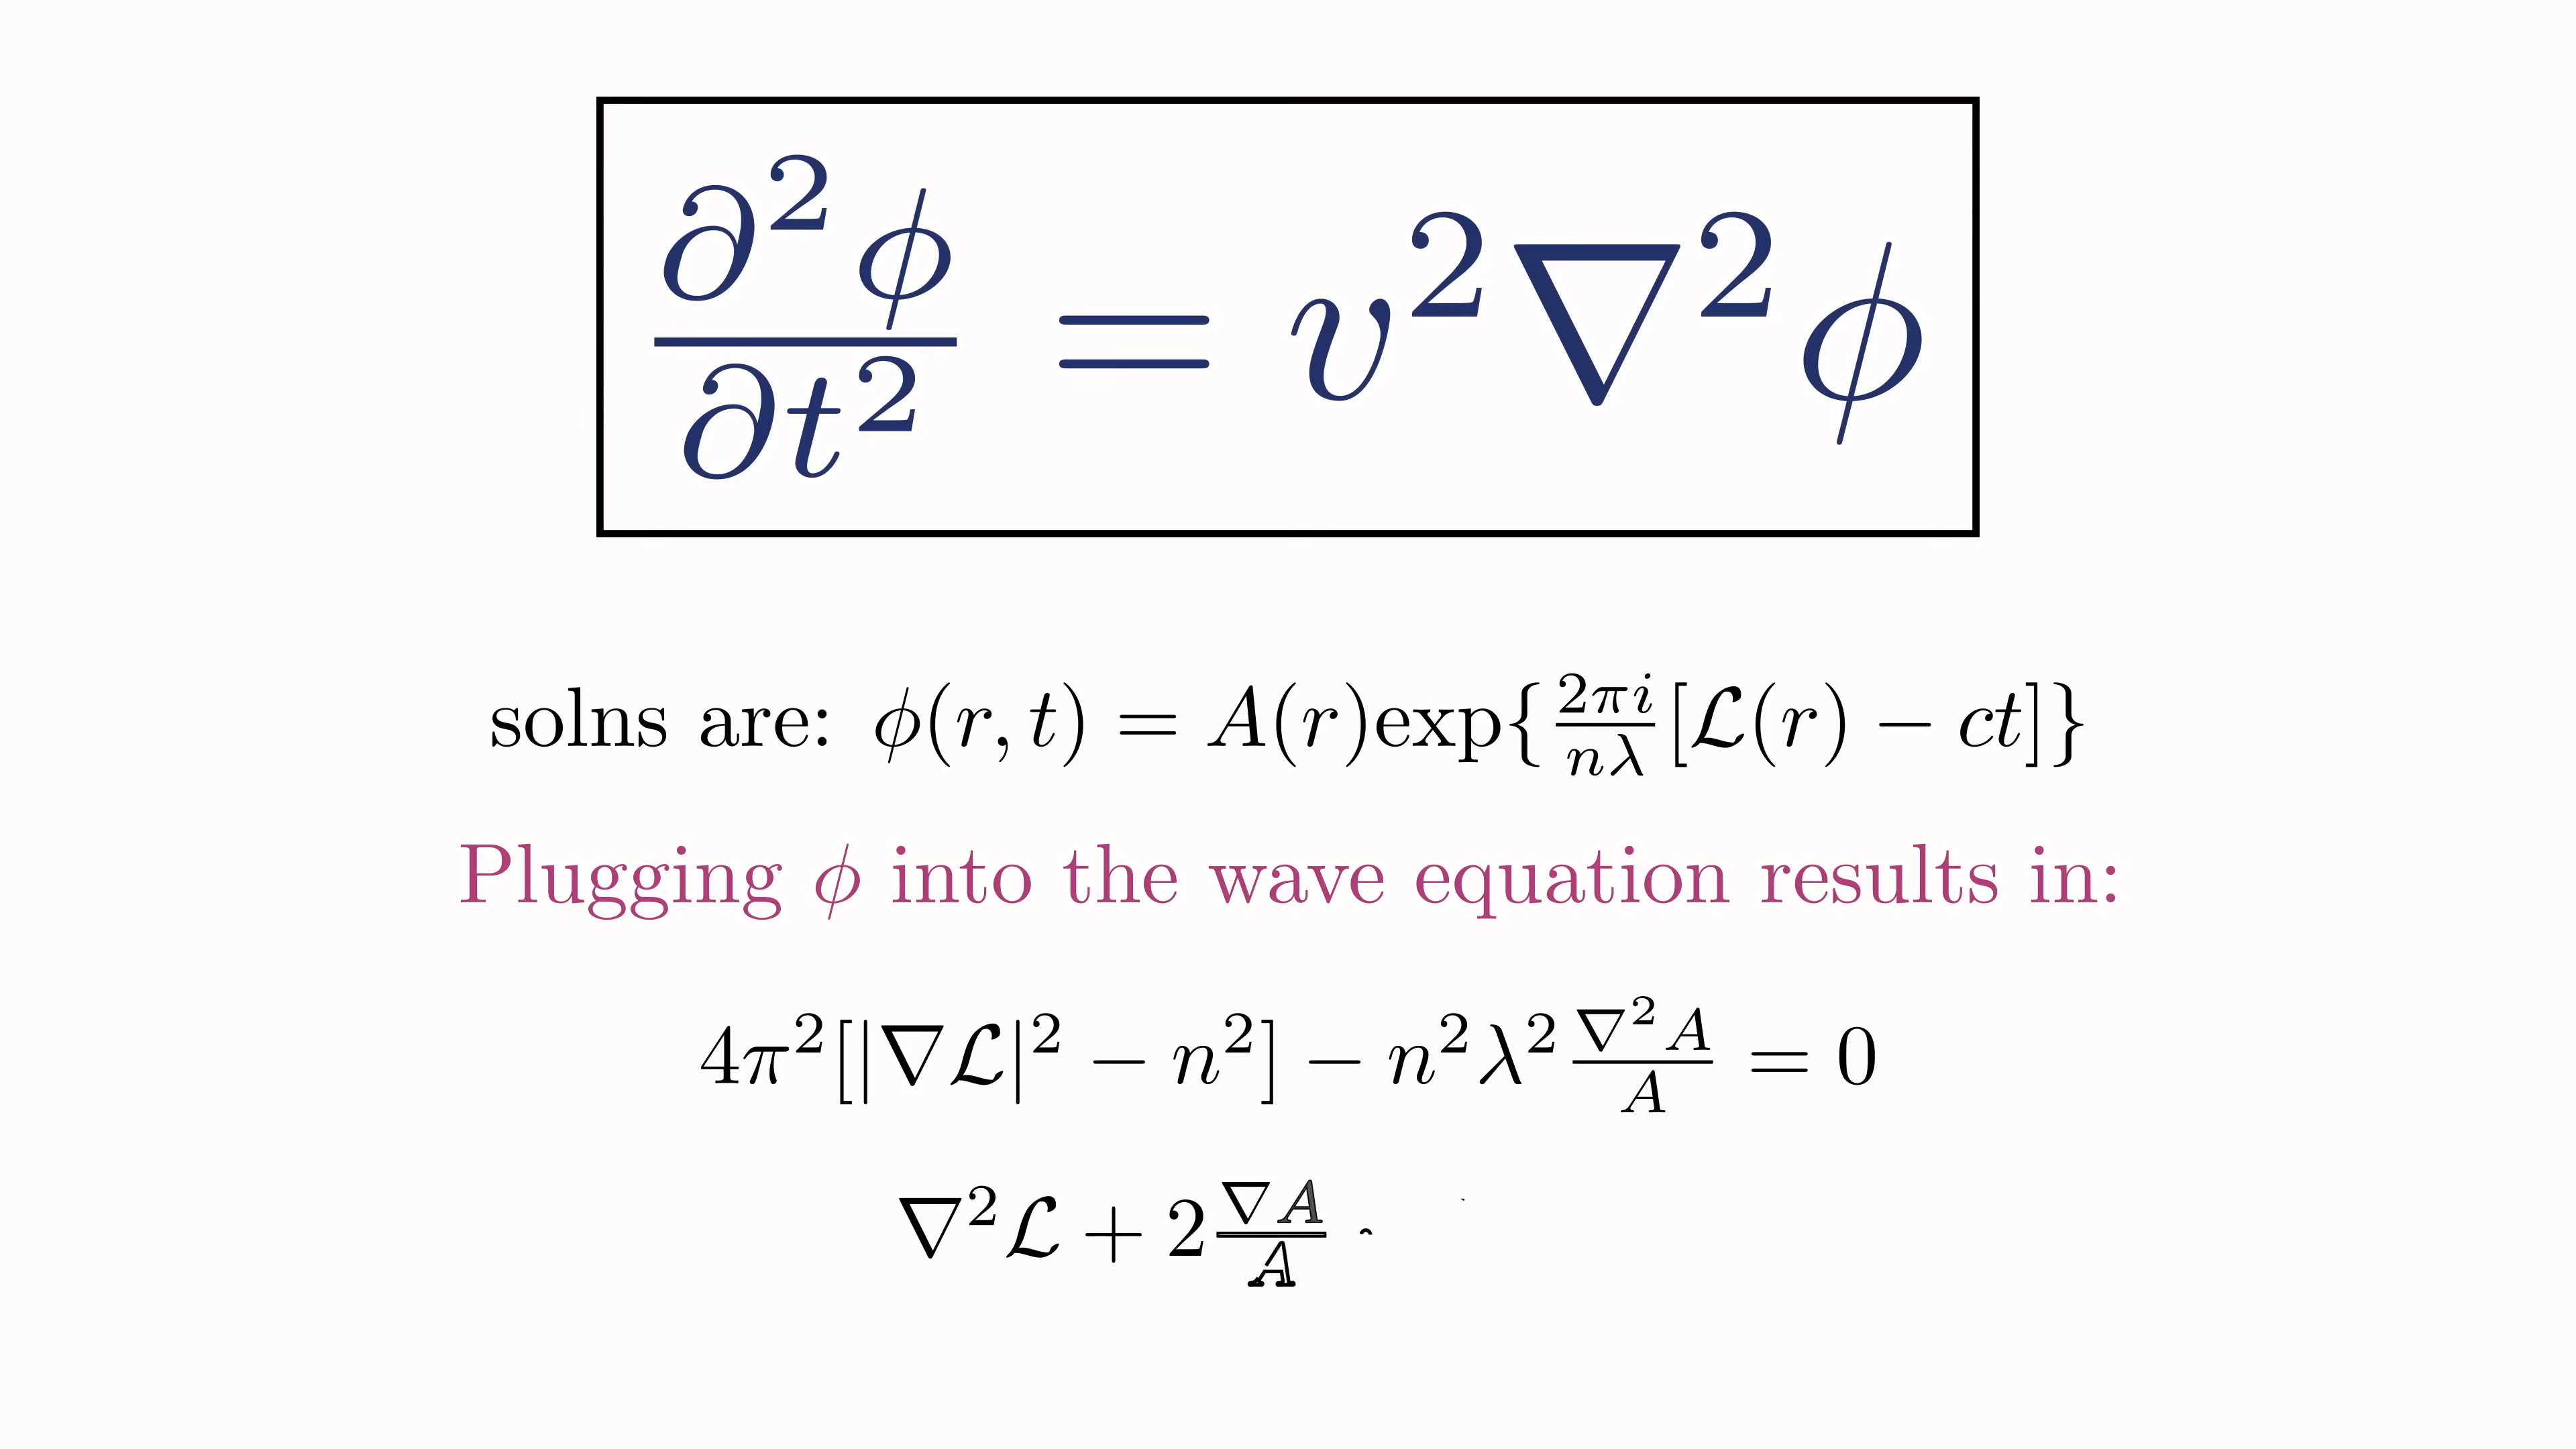 ∂²φ/∂t² = v²∇²φ
solns are: ϕ(r, t) = A(r)exp{2πi/nλ[ℒ(r) − ct]}
Plugging ϕ into the wave equation results in:
4π²[|∇ℒ|² − n²] − n²λ² ∇²A/A = 0
∇²ℒ + 2 ∇A/A